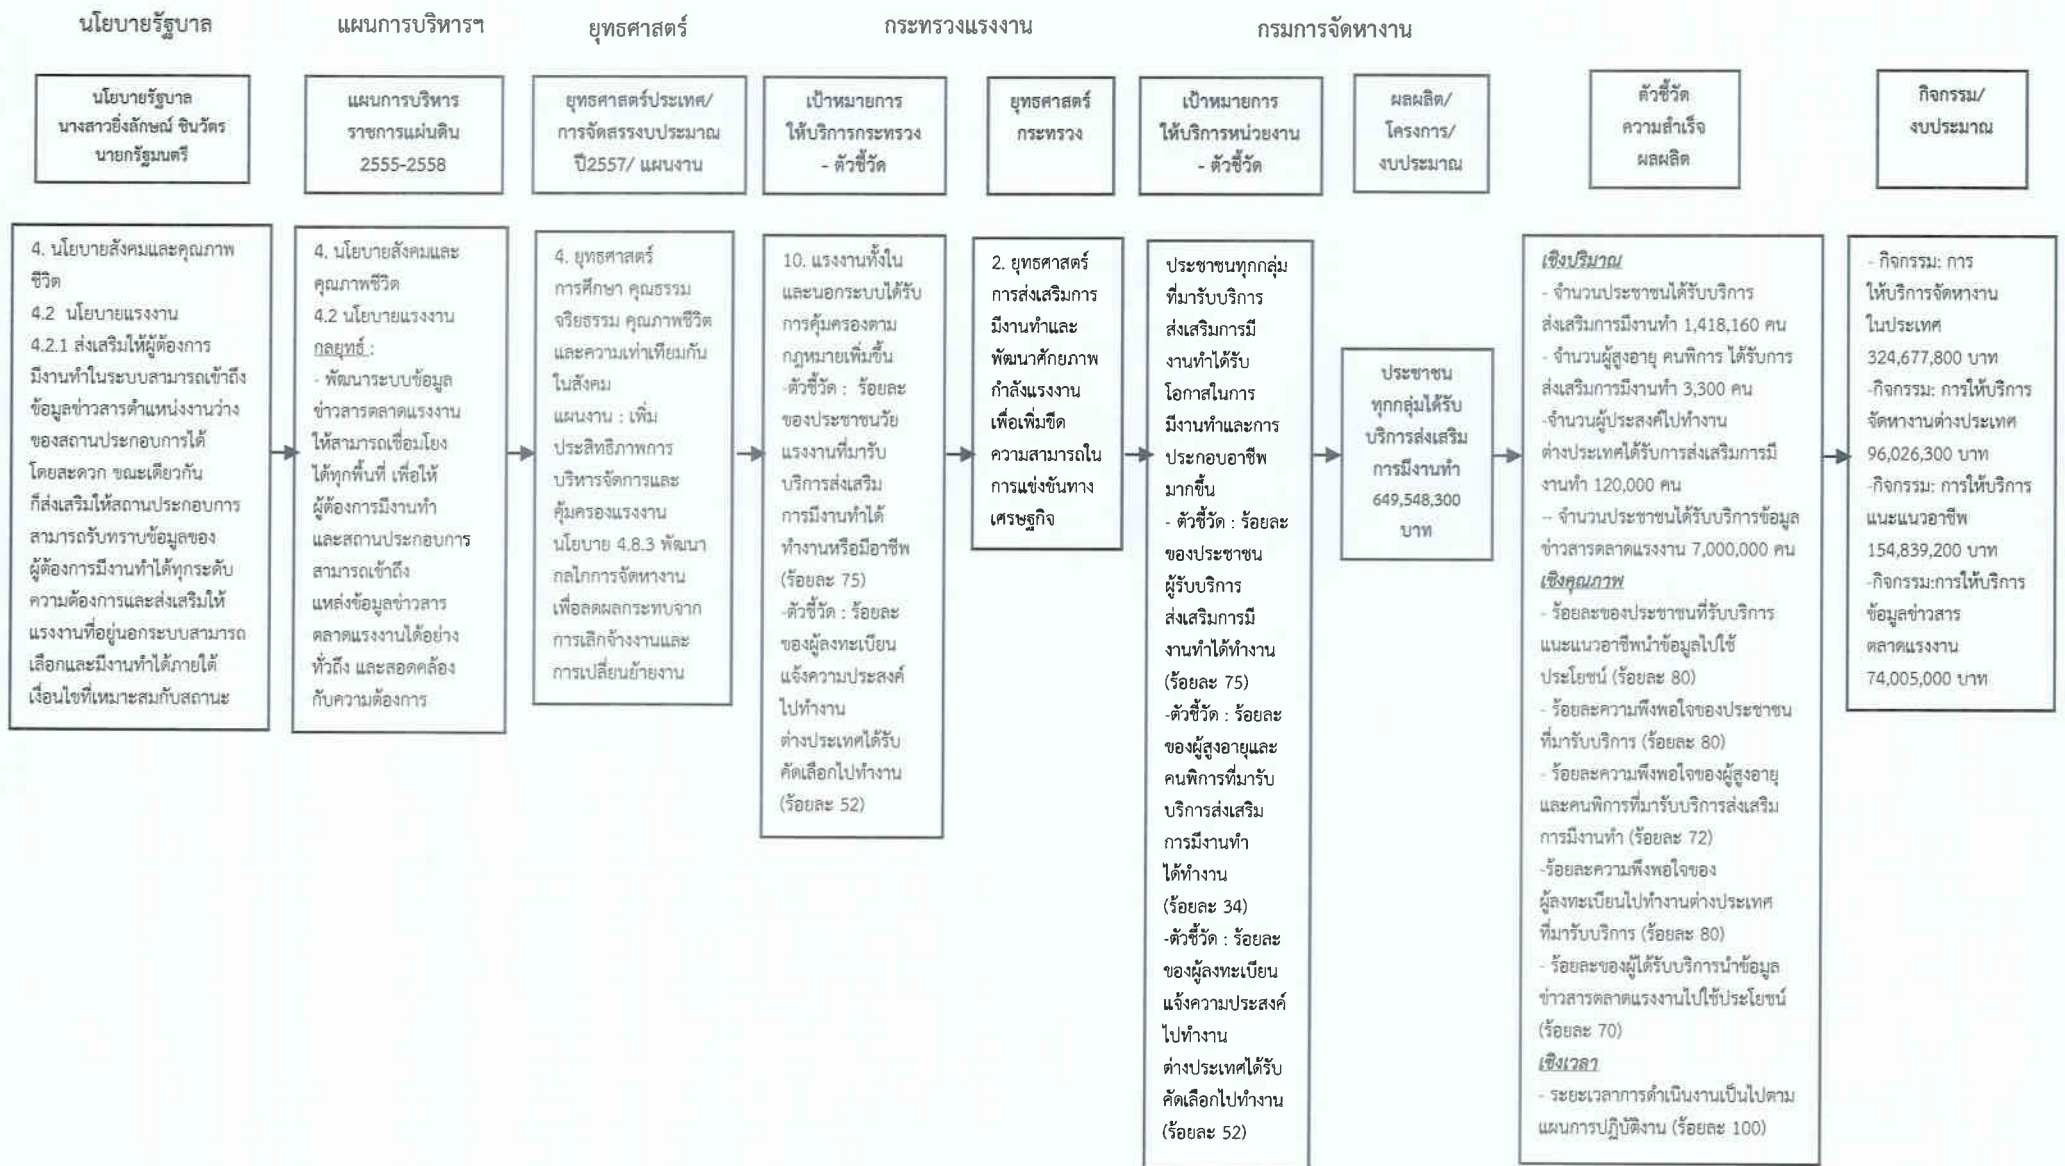 นโยบายรัฐบาล
แผนการบริหารฯ
ยุทธศาสตร์
กระทรวงแรงงาน
กรมการจัดหางาน
นโยบายรัฐบาล
นางสาวยิ่งลักษณ์ ชินวัตร
นายกรัฐมนตรี
แผนการบริหาร
ราชการแผ่นดิน
2555-2558
ยุทธศาสตร์ประเทศ/
การจัดสรรงบประมาณ
ปี2557/ แผนงาน
เป้าหมายการ
ให้บริการกระทรวง
- ตัวชี้วัด
ยุทธศาสตร์
กระทรวง
เป้าหมายการ
ให้บริการหน่วยงาน
- ตัวชี้วัด
ผลผลิต/
โครงการ/
งบประมาณ
ตัวชี้วัด
ความสำเร็จ
ผลผลิต
กิจกรรม/
งบประมาณ
4. นโยบายสังคมและคุณภาพ
ชีวิต
4.2 นโยบายแรงงาน
4.2.1 ส่งเสริมให้ผู้ต้องการ
มีงานทำในระบบสามารถเข้าถึง
ข้อมูลข่าวสารตำแหน่งงานว่าง
ของสถานประกอบการได้
โดยสะดวก ขณะเดียวกัน
ก็ส่งเสริมให้สถานประกอบการ
สามารถรับทราบข้อมูลของ
ผู้ต้องการมีงานทำได้ทุกระดับ
ความต้องการและส่งเสริมให้
แรงงานที่อยู่นอกระบบสามารถ
เลือกและมีงานทำได้ภายใต้
เงื่อนไขที่เหมาะสมกับสถานะ
4. นโยบายสังคมและ
คุณภาพชีวิต
4.2 นโยบายแรงงาน
กลยุทธ์ :
- พัฒนาระบบข้อมูล
ข่าวสารตลาดแรงงาน
ให้สามารถเชื่อมโยง
ได้ทุกพื้นที่ เพื่อให้
ผู้ต้องการมีงานทำ
และสถานประกอบการ
สามารถเข้าถึง
แหล่งข้อมูลข่าวสาร
ตลาดแรงงานได้อย่าง
ทั่วถึง และสอดคล้อง
กับความต้องการ
4. ยุทธศาสตร์
การศึกษา คุณธรรม
จริยธรรม คุณภาพชีวิต
และความเท่าเทียมกัน
ในสังคม
แผนงาน : เพิ่ม
ประสิทธิภาพการ
บริหารจัดการและ
คุ้มครองแรงงาน
นโยบาย 4.8.3 พัฒนา
กลไกการจัดหางาน
เพื่อลดผลกระทบจาก
การเลิกจ้างงานและ
การเปลี่ยนย้ายงาน
10. แรงงานทั้งใน
และนอกระบบได้รับ
การคุ้มครองตาม
กฎหมายเพิ่มขึ้น
-ตัวชี้วัด : ร้อยละ
ของประชาชนวัย
แรงงานที่มารับ
บริการส่งเสริม
การมีงานทำได้
ทำงานหรือมีอาชีพ
(ร้อยละ 75)
-ตัวชี้วัด : ร้อยละ
ของผู้ลงทะเบียน
แจ้งความประสงค์
ไปทำงาน
ต่างประเทศได้รับ
คัดเลือกไปทำงาน
(ร้อยละ 52)
2. ยุทธศาสตร์
การส่งเสริมการ
มีงานทำและ
พัฒนาศักยภาพ
กำลังแรงงาน
เพื่อเพิ่มขีด
ความสามารถใน
การแข่งขันทาง
เศรษฐกิจ
ประชาชนทุกกลุ่ม
ที่มารับบริการ
ส่งเสริมการมี
งานทำได้รับ
โอกาสในการ
มีงานทำและการ
ประกอบอาชีพ
มากขึ้น
- ตัวชี้วัด : ร้อยละ
ของประชาชน
ผู้รับบริการ
ส่งเสริมการมี
งานทำได้ทำงาน
(ร้อยละ 75)
-ตัวชี้วัด : ร้อยละ
ของผู้สูงอายุและ
คนพิการที่มารับ
บริการส่งเสริม
การมีงานทำ
ได้ทำงาน
(ร้อยละ 34)
-ตัวชี้วัด : ร้อยละ
ของผู้ลงทะเบียน
แจ้งความประสงค์
ไปทำงาน
ต่างประเทศได้รับ
คัดเลือกไปทำงาน
(ร้อยละ 52)
ประชาชน
ทุกกลุ่มได้รับ
บริการส่งเสริม
การมีงานทำ
649,548,300
บาท
เชิงปริมาณ
- จำนวนประชาชนได้รับบริการ
ส่งเสริมการมีงานทำ 1,418,160 คน
- จำนวนผู้สูงอายุ คนพิการ ได้รับการ
ส่งเสริมการมีงานทำ 3,300 คน
-จำนวนผู้ประสงค์ไปทำงาน
ต่างประเทศได้รับการส่งเสริมการมี
งานทำ 120,000 คน
-- จำนวนประชาชนได้รับบริการข้อมูล
ข่าวสารตลาดแรงงาน 7,000,000 คน
เชิงคุณภาพ
- ร้อยละของประชาชนที่รับบริการ
แนะแนวอาชีพนำข้อมูลไปใช้
ประโยชน์ (ร้อยละ 80)
- ร้อยละความพึงพอใจของประชาชน
ที่มารับบริการ (ร้อยละ 80)
- ร้อยละความพึงพอใจของผู้สูงอายุ
และคนพิการที่มารับบริการส่งเสริม
การมีงานทำ (ร้อยละ 72)
-ร้อยละความพึงพอใจของ
ผู้ลงทะเบียนไปทำงานต่างประเทศ
ที่มารับบริการ (ร้อยละ 80)
- ร้อยละของผู้ได้รับบริการนำข้อมูล
ข่าวสารตลาดแรงงานไปใช้ประโยชน์
(ร้อยละ 70)
เชิงเวลา
- ระยะเวลาการดำเนินงานเป็นไปตาม
แผนการปฏิบัติงาน (ร้อยละ 100)
- กิจกรรม: การ
ให้บริการจัดหางาน
ในประเทศ
324,677,800 บาท
-กิจกรรม: การให้บริการ
จัดหางานต่างประเทศ
96,026,300 บาท
-กิจกรรม: การให้บริการ
แนะแนวอาชีพ
154,839,200 บาท
-กิจกรรม:การให้บริการ
ข้อมูลข่าวสาร
ตลาดแรงงาน
74,005,000 บาท